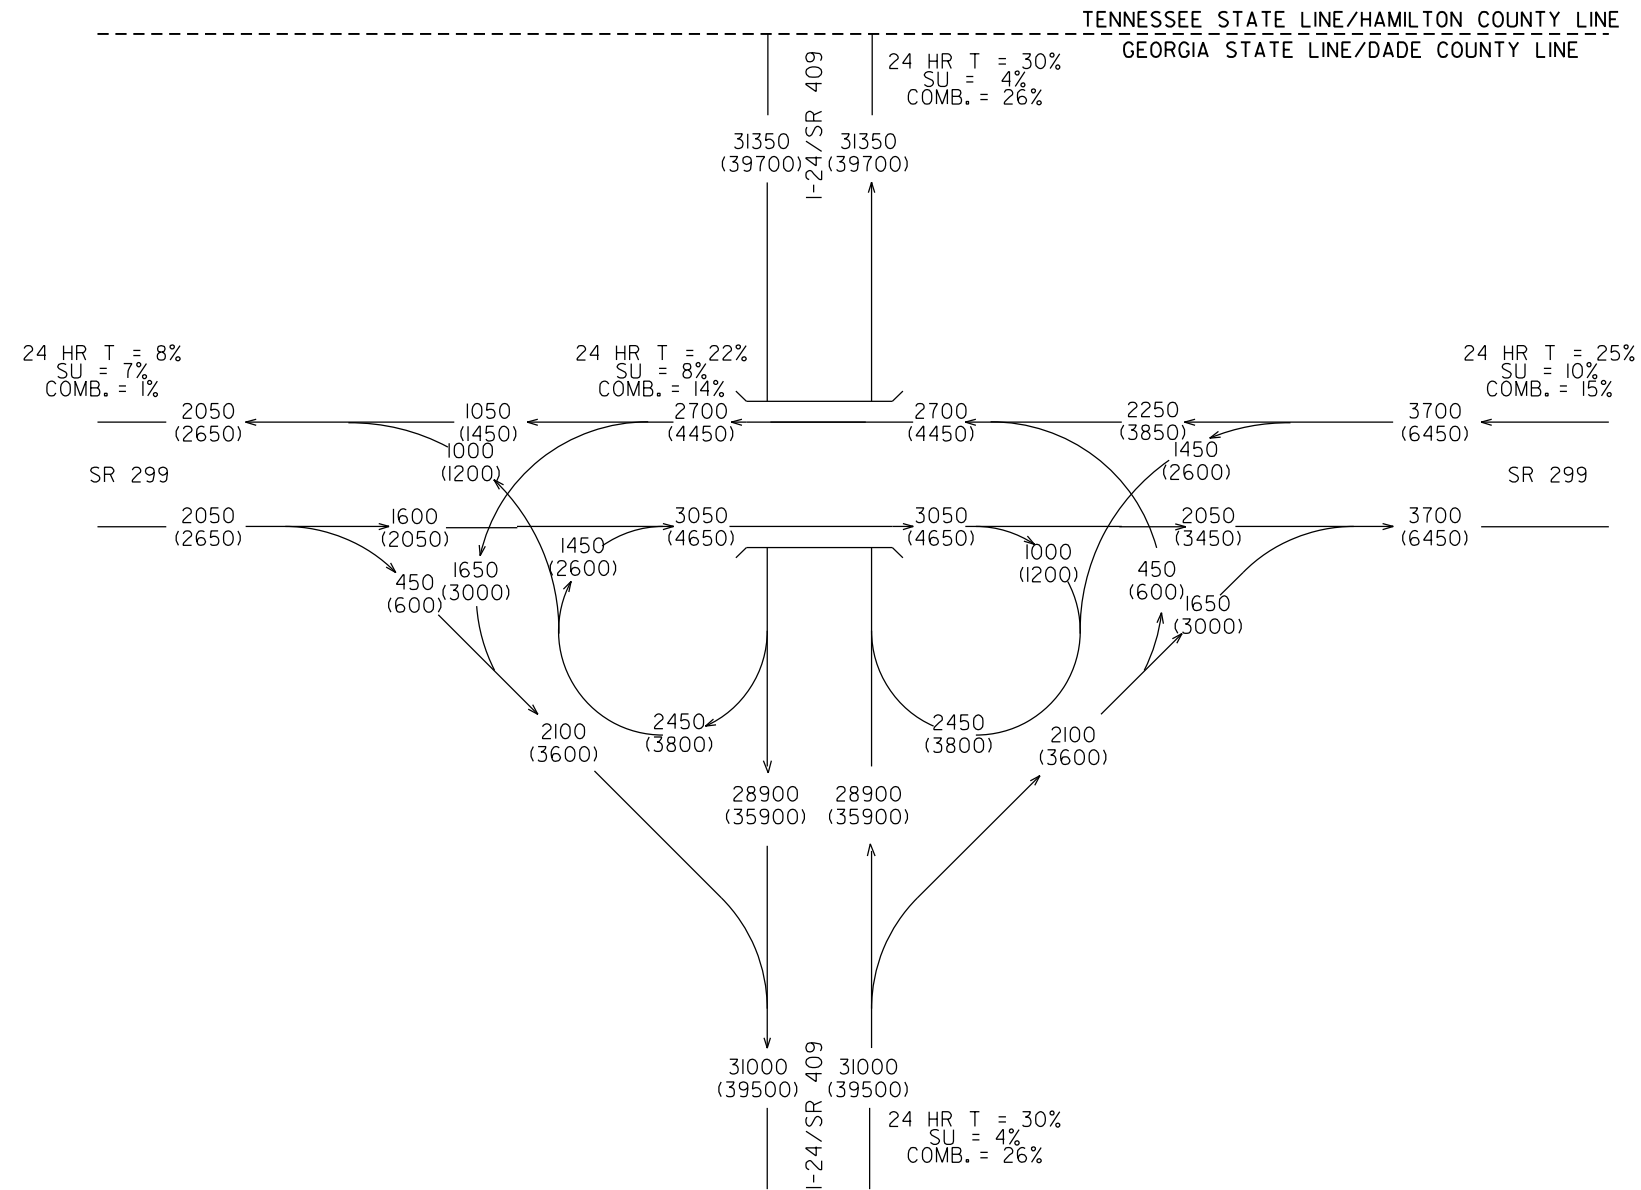 TENNESSEE STATE LINE/HAMILTON COUNTY LINE
GEORGIA STATE LINE/DADE COUNTY LINE
24 HR T = 30%
SU = 4%
COMB. = 26%
I-24/SR 409
31350
(39700)
31350
(39700)
24 HR T = 8%
SU = 7%
COMB. = 1%
24 HR T = 22%
SU = 8%
COMB. = 14%
24 HR T = 25%
SU = 10%
COMB. = 15%
2050
(2650)
1050
(1450)
2700
(4450)
2700
(4450)
2250
(3850)
3700
(6450)
1000
(1200)
1450
(2600)
SR 299
SR 299
2050
(2650)
1600
(2050)
3050
(4650)
3050
(4650)
2050
(3450)
3700
(6450)
1450
(2600)
1000
(1200)
450
(600)
1650
(3000)
450
(600)
1650
(3000)
2100
(3600)
2450
(3800)
2450
(3800)
2100
(3600)
28900
(35900)
28900
(35900)
31000
(39500)
31000
(39500)
I-24/SR 409
24 HR T = 30%
SU = 4%
COMB. = 26%